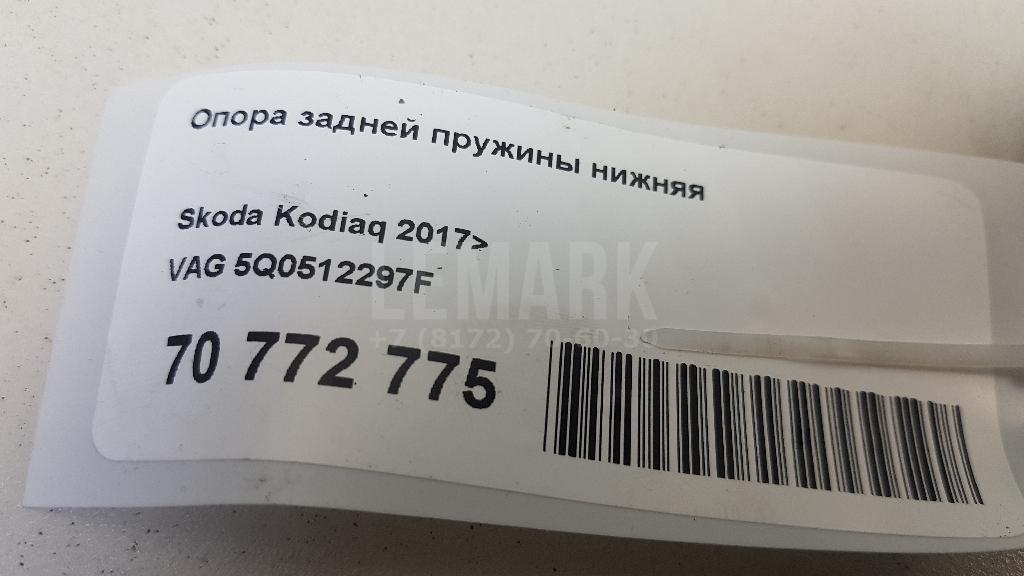 Опора задней пружины нижняя
Skoda Kodiaq 2017>
VAG 5Q0512297F
LEMARK
+7 (8172) 70-60-30
70 772 775